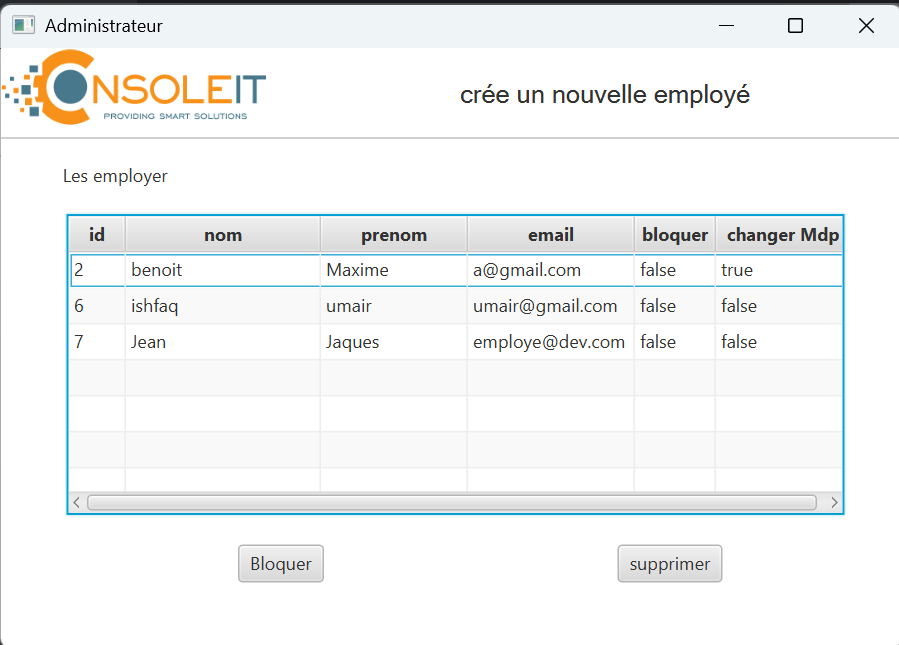 Administrateur
CONSOLEIT
PROVIDING SMART SOLUTIONS
crée un nouvelle employé
Les employer
id nom prenom email bloquer changer Mdp
2 benoit Maxime a@gmail.com false true
6 ishfaq umair umair@gmail.com false false
7 Jean Jaques employe@dev.com false false
Bloquer supprimer